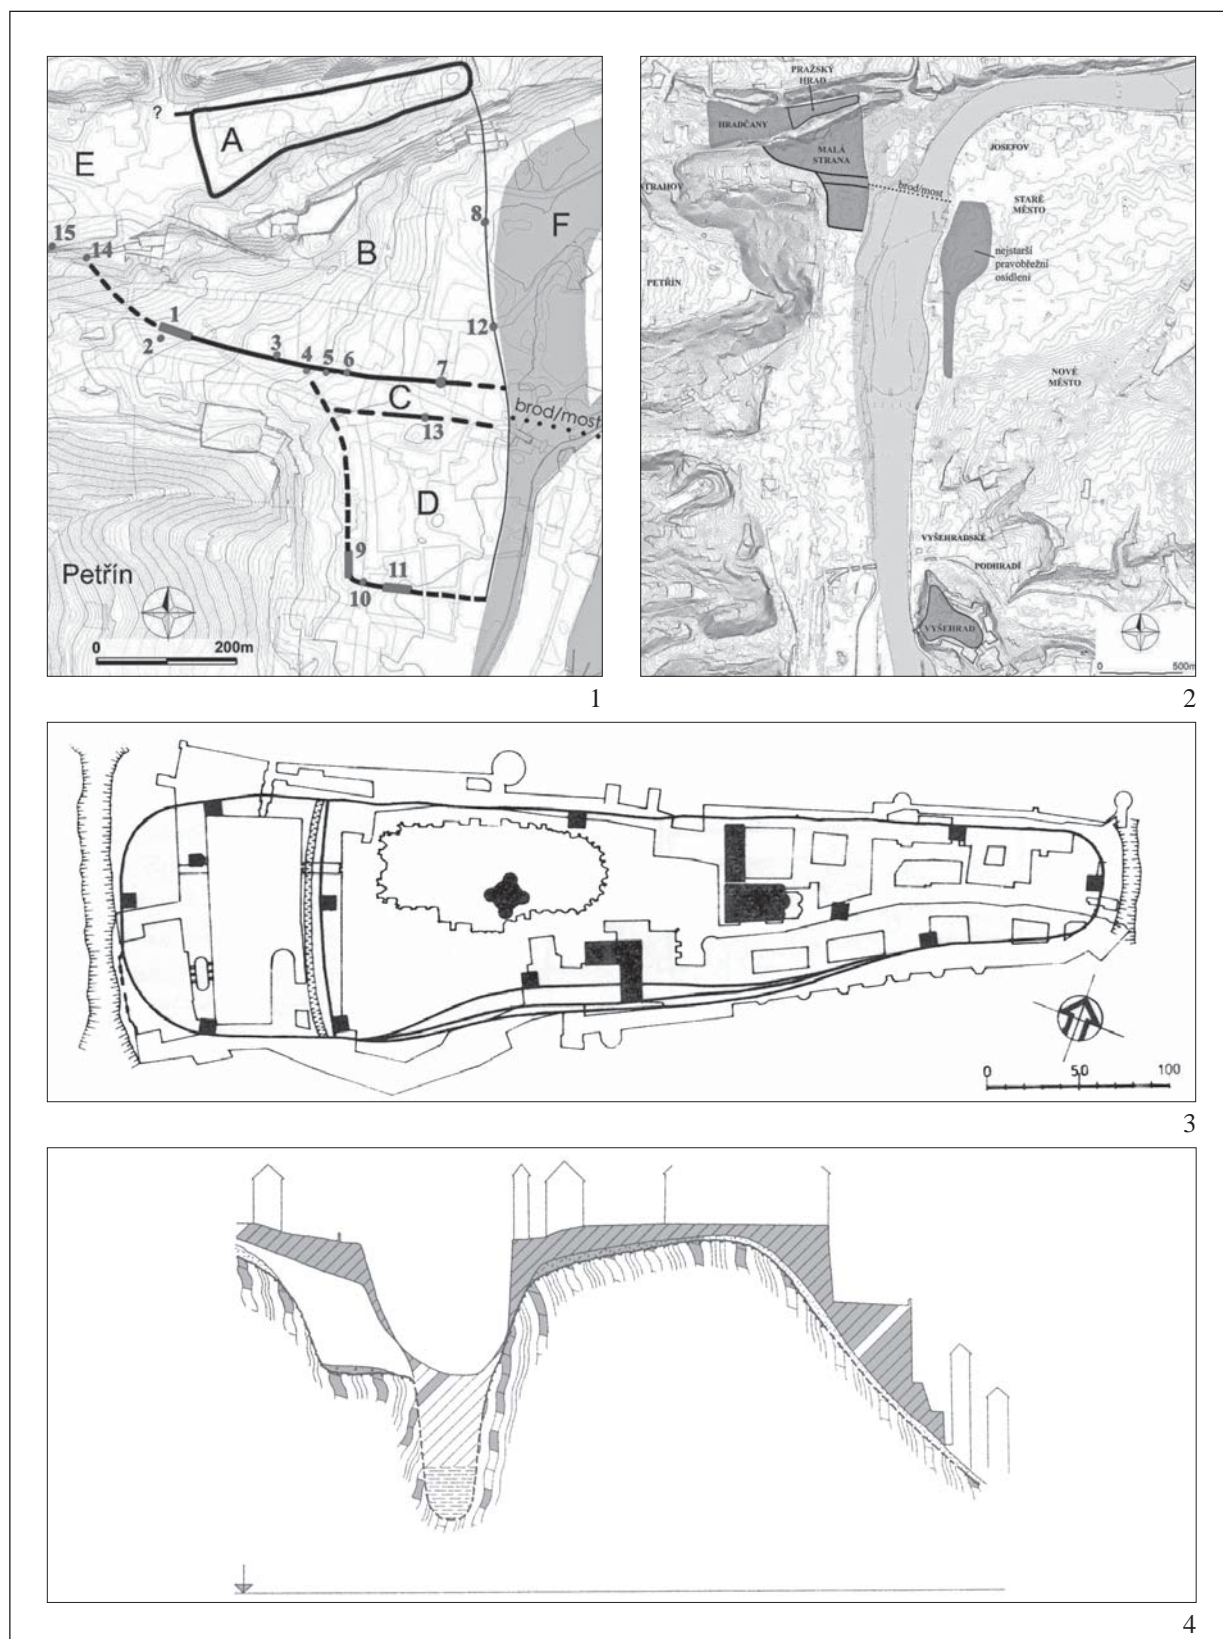 ?
A
E
B
8
F
15
14
1
2
3
4
5
6
7
12
C
13
brod/most
D
9
10
11
Petřín
0 200m
1
PRAŽSKÝ
HRAD
HRADČANY
MALÁ
STRANA
JOSEFOV
STRAHOV
brod/most
STARÉ
MĚSTO
nejstarší
pravobřežní
osídlení
PETŘÍN
NOVÉ
MĚSTO
VYŠEHRADSKÉ
PODHRADÍ
VYŠEHRAD
0 500m
2
0 50 100
3
4